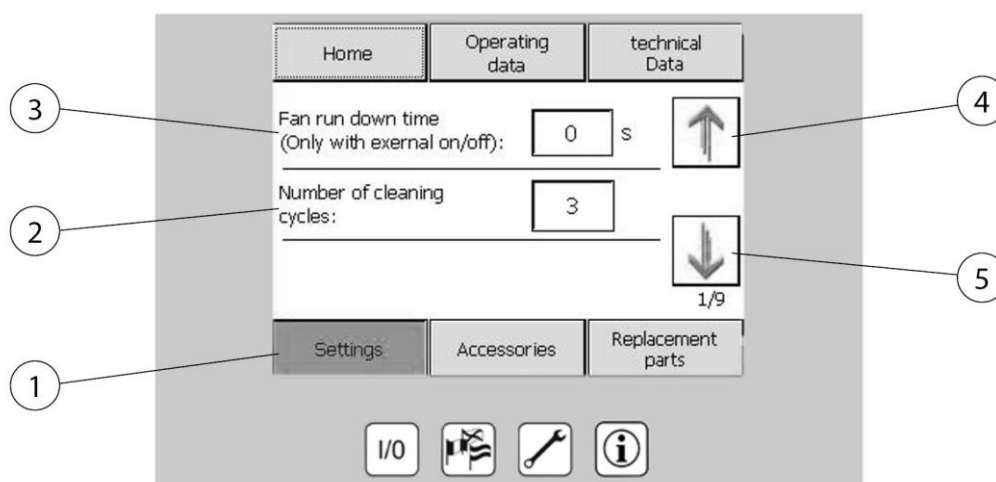 Home
Operating
data
technical
Data
3
Fan run down time
(Only with exernal on/off):
0
s
4
2
Number of cleaning
cycles:
3
5
1/9
1
Settings
Accessories
Replacement
parts
I/0
i